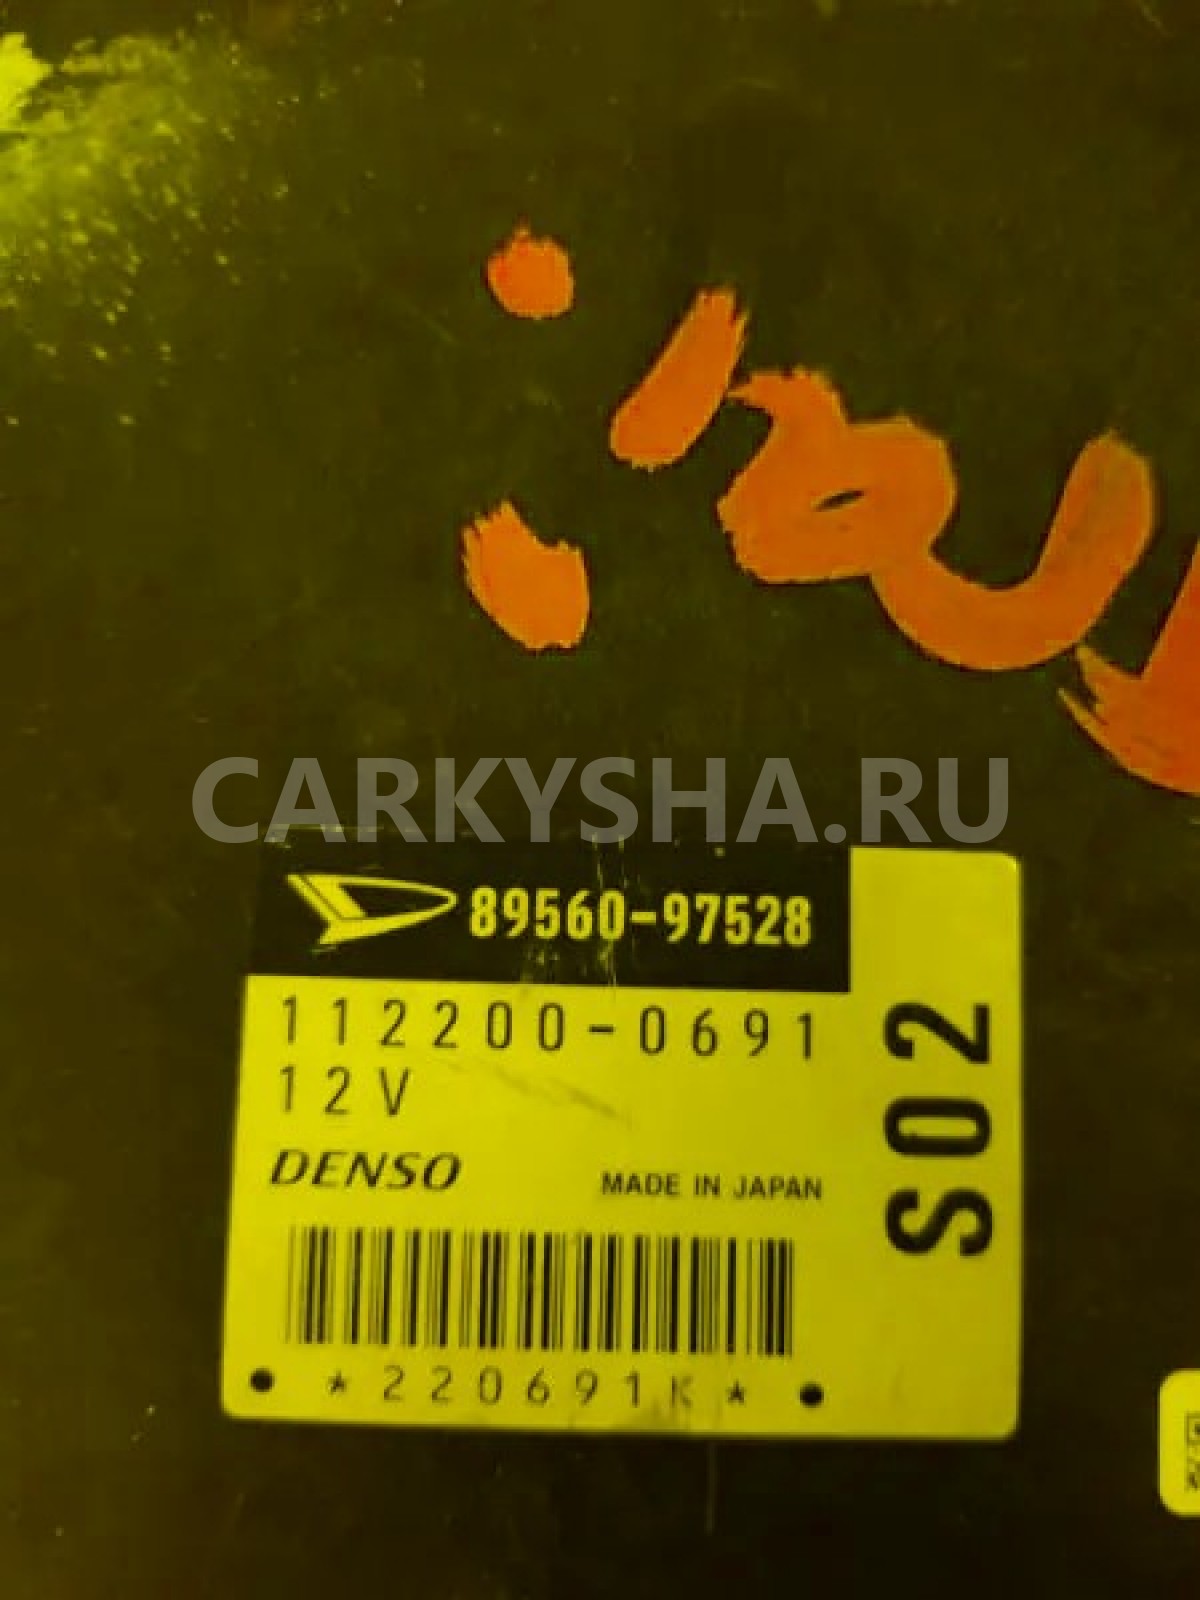 CARKYSHA.RU
89560-97528
112200-0691
12V
DENSO
MADE IN JAPAN
*220691K*
S02